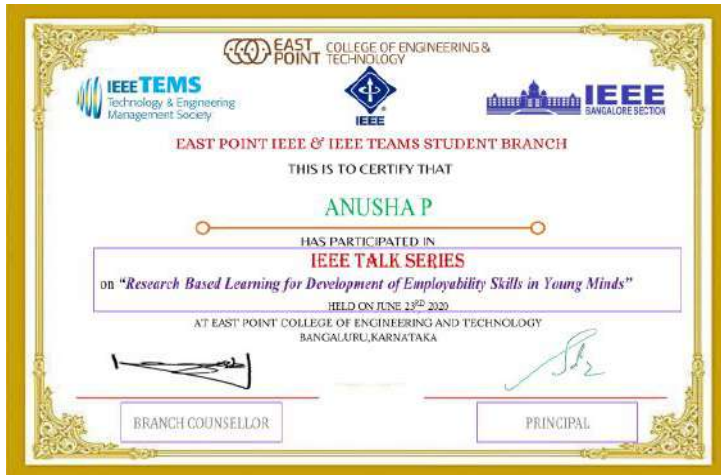 EAST POINT COLLEGE OF ENGINEERING & TECHNOLOGY
IEEE TEMS
Technology & Engineering
Management Society
IEEE
IEEE
BANGALORE SECTION
EAST POINT IEEE & IEEE TEAMS STUDENT BRANCH
THIS IS TO CERTIFY THAT
ANUSHA P
HAS PARTICIPATED IN
IEEE TALK SERIES
on "Research Based Learning for Development of Employability Skills in Young Minds"
HELD ON JUNE 23RD 2020
AT EAST POINT COLLEGE OF ENGINEERING AND TECHNOLOGY
BANGALURU,KARNATAKA
BRANCH COUNSELLOR
PRINCIPAL